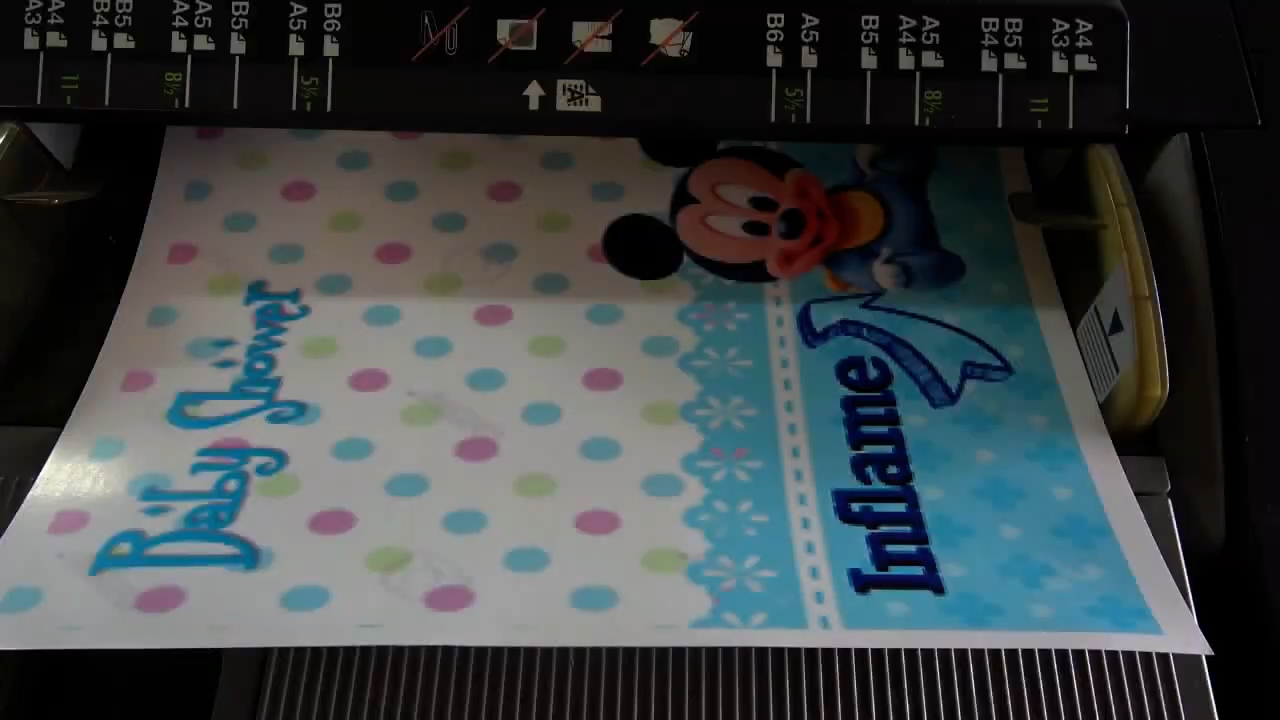 A3 A4 B4 B5 A4 A5 B5 A5 B6
11 8½ 5½
B6 A5 B5 A4 A5 B4 B5 A3 A4
5½ 8½ 11
A
Baby Shower
Inflame